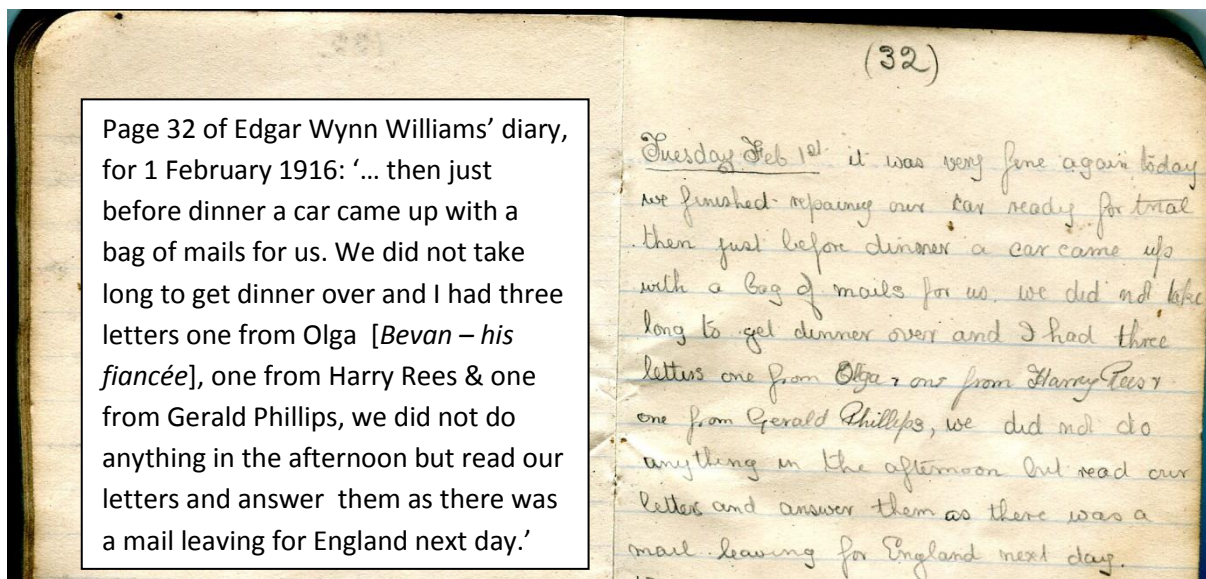 Page 32 of Edgar Wynn Williams’ diary,
for 1 February 1916: ‘… then just
before dinner a car came up with a
bag of mails for us. We did not take
long to get dinner over and I had three
letters one from Olga [Bevan – his
fiancée], one from Harry Rees & one
from Gerald Phillips, we did not do
anything in the afternoon but read our
letters and answer them as there was
a mail leaving for England next day.’
(32)
Tuesday Feb 1st it was very fine again today
we finished repairing our car ready for trial
then just before dinner a car came up
with a bag of mails for us. we did not take
long to get dinner over and I had three
letters one from Olga, one from Harry Rees &
one from Gerald Phillips, we did not do
anything in the afternoon but read our
letters and answer them as there was a
mail leaving for England next day.